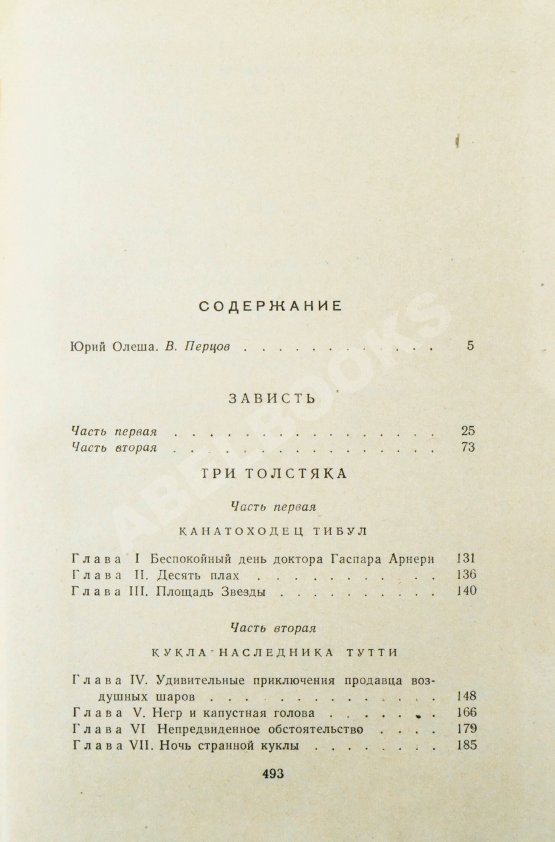 СОДЕРЖАНИЕ
Юрий Олеша. В. Перцов . . . . . . . . . . . . 5
ЗАВИСТЬ
Часть первая . . . . . . . . . . . . . . . 25
Часть вторая . . . . . . . . . . . . . . . 73
ТРИ ТОЛСТЯКА
Часть первая
КАНАТОХОДЕЦ ТИБУЛ
Глава I Беспокойный день доктора Гаспара Арнери 131
Глава II. Десять плах . . . . . . . . . . . 136
Глава III. Площадь Звезды . . . . . . . . . 140
Часть вторая
КУКЛА НАСЛЕДНИКА ТУТТИ
Глава IV. Удивительные приключения продавца воз-
душных шаров . . . . . . . . . . . . . 148
Глава V. Негр и капустная голова . . . . . . 166
Глава VI Непредвиденное обстоятельство . . . . 179
Глава VII. Ночь странной куклы . . . . . . . 185
493
ABELBOOKS